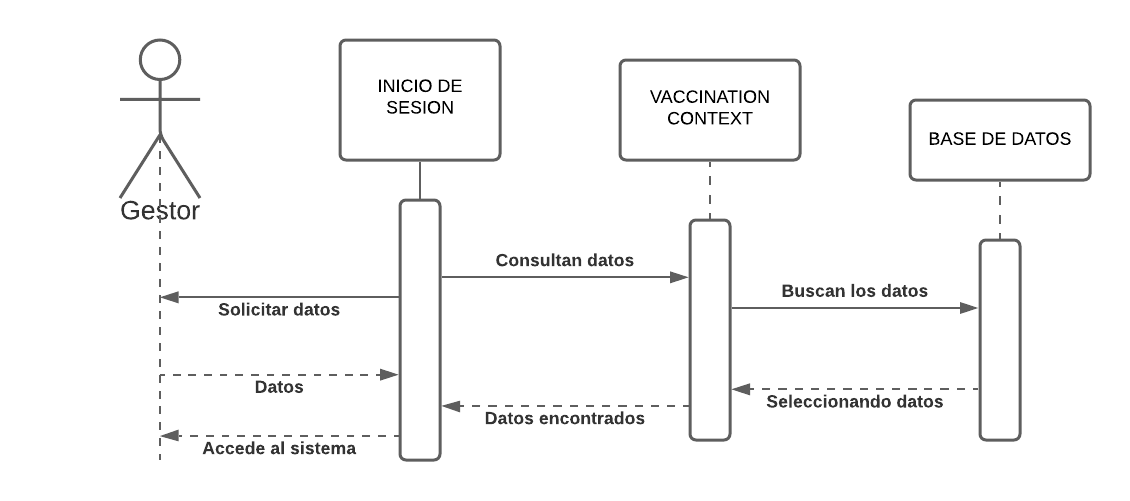 INICIO DE
SESION
VACCINATION
CONTEXT
BASE DE DATOS
Gestor
Consultan datos
Buscan los datos
Solicitar datos
Datos
Seleccionando datos
Datos encontrados
Accede al sistema